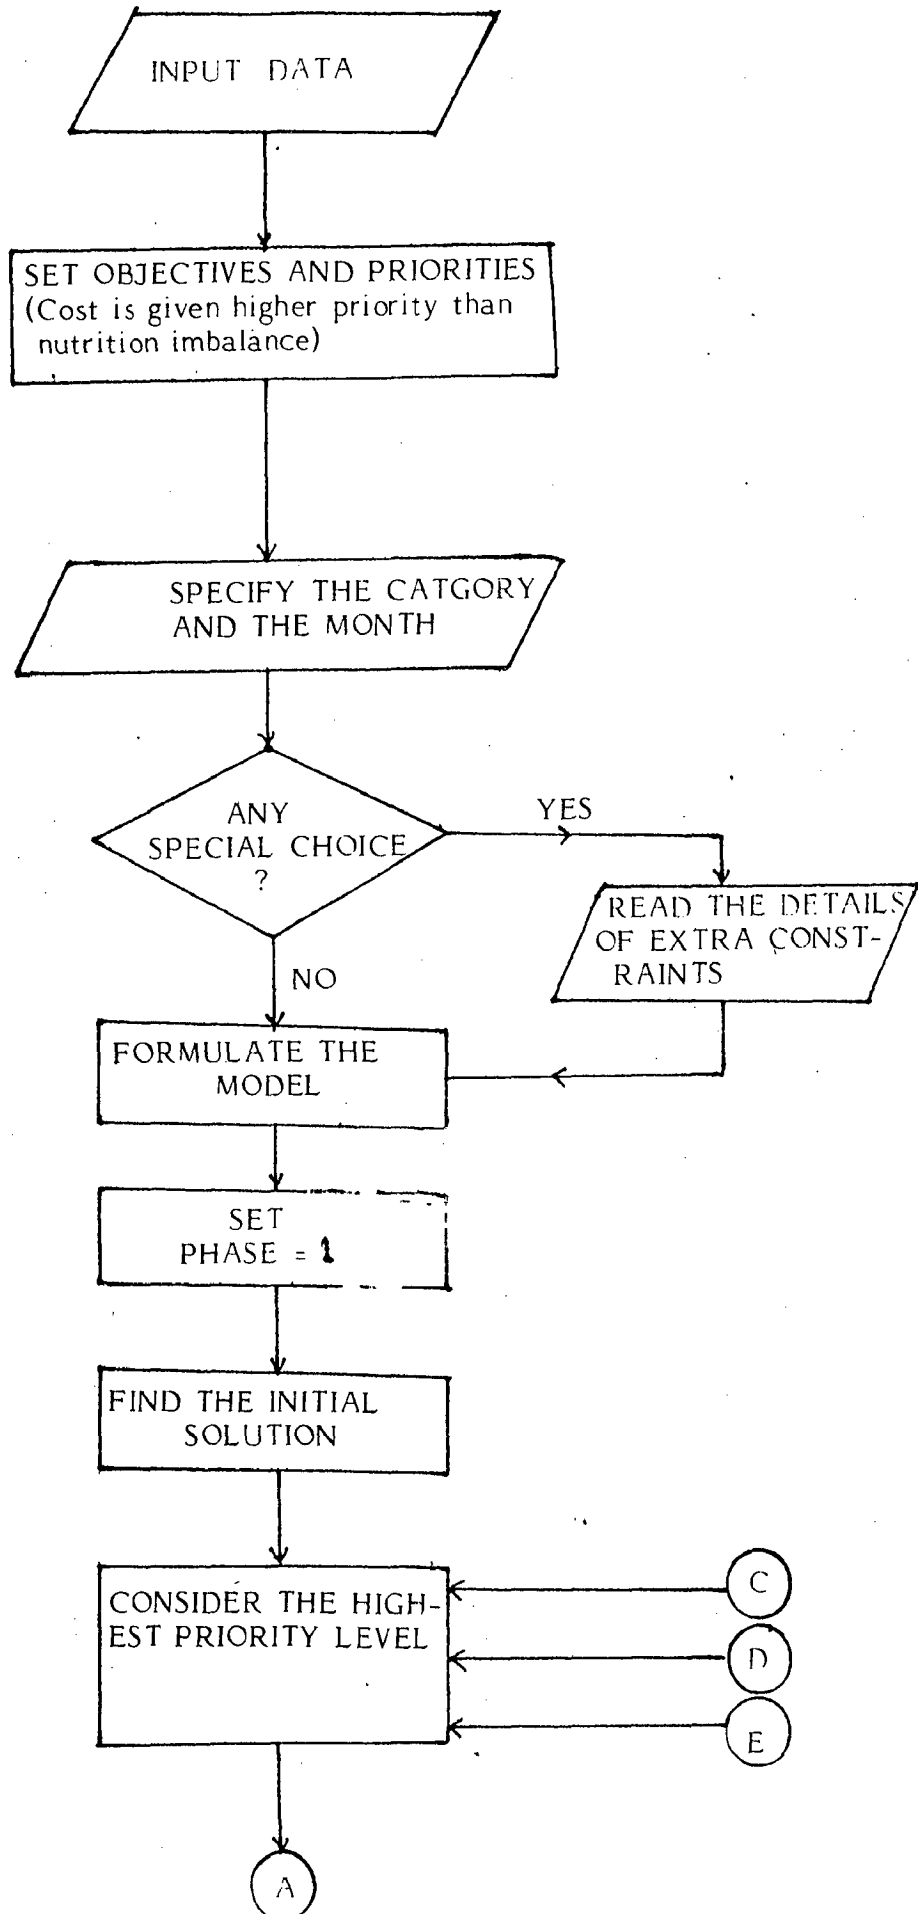 INPUT DATA
SET OBJECTIVES AND PRIORITIES
(Cost is given higher priority than
nutrition imbalance)
SPECIFY THE CATGORY
AND THE MONTH
ANY
SPECIAL CHOICE
?
YES
READ THE DETAILS
OF EXTRA CONST-
RAINTS
NO
FORMULATE THE
MODEL
SET
PHASE = 1
FIND THE INITIAL
SOLUTION
CONSIDER THE HIGH-
EST PRIORITY LEVEL
C
D
E
A